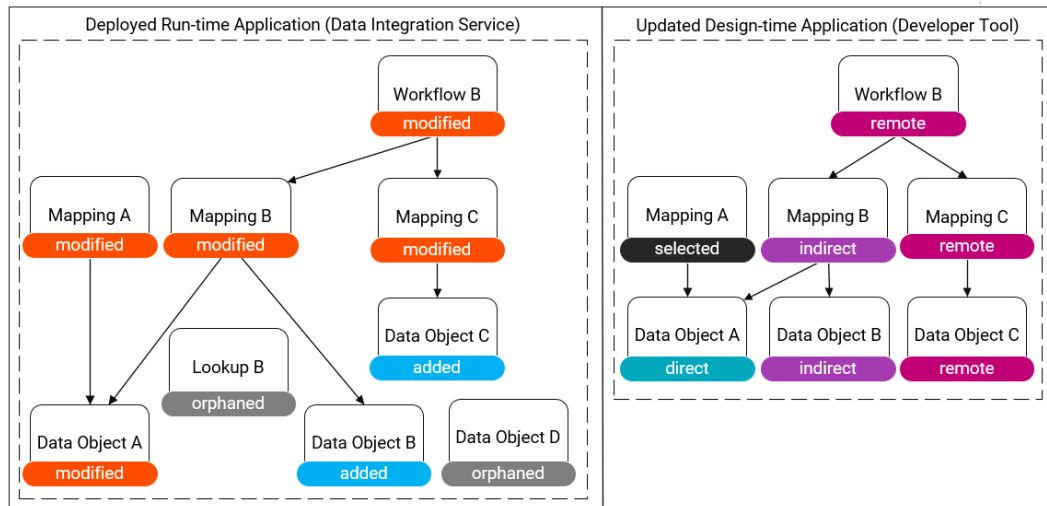 Deployed Run-time Application (Data Integration Service)
Workflow B
modified
Mapping A
modified
Mapping B
modified
Mapping C
modified
Data Object C
added
Lookup B
orphaned
Data Object A
modified
Data Object B
added
Data Object D
orphaned
Updated Design-time Application (Developer Tool)
Workflow B
remote
Mapping A
selected
Mapping B
indirect
Mapping C
remote
Data Object A
direct
Data Object B
indirect
Data Object C
remote